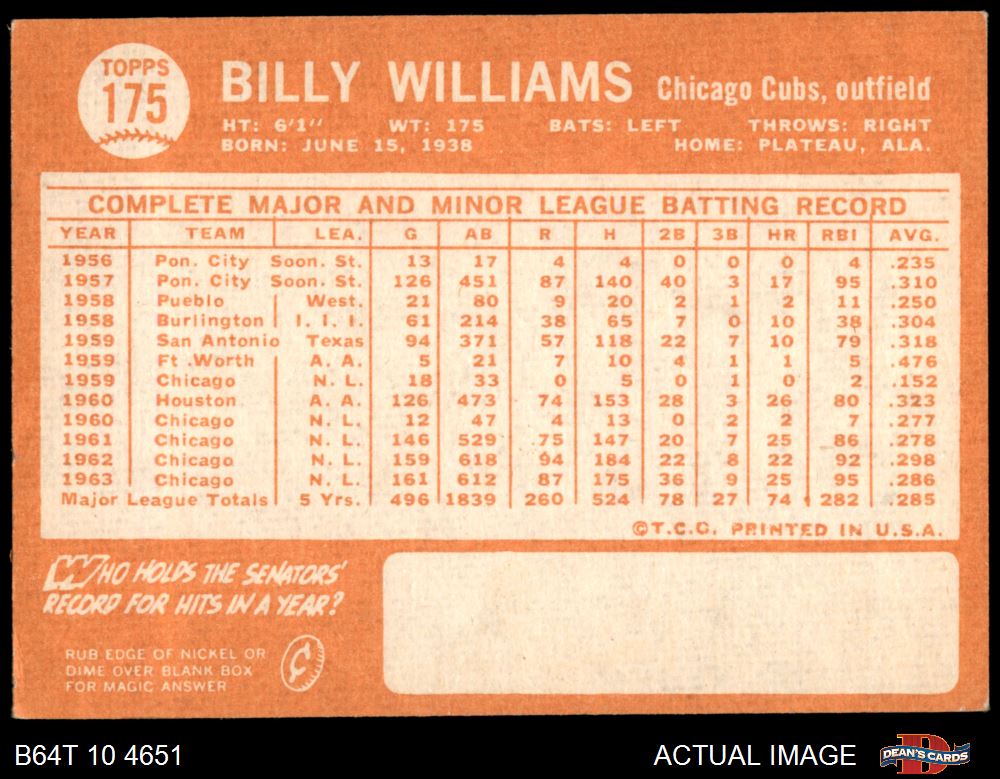 TOPPS
175
BILLY WILLIAMS Chicago Cubs, outfield
HT: 6'1" WT: 175 BATS: LEFT THROWS: RIGHT
BORN: JUNE 15, 1938 HOME: PLATEAU, ALA.
COMPLETE MAJOR AND MINOR LEAGUE BATTING RECORD
YEAR TEAM LEA. G AB R H 2B 3B HR RBI AVG.
1956 Pon. City Soon. St. 13 17 4 4 0 0 0 4 .235
1957 Pon. City Soon. St. 126 451 87 140 40 3 17 95 .310
1958 Pueblo West. 21 80 9 20 2 1 2 11 .250
1958 Burlington I. I. I. 61 214 38 65 7 0 10 38 .304
1959 San Antonio Texas 94 371 57 118 22 7 10 79 .318
1959 Ft .Worth A. A. 5 21 7 10 4 1 1 5 .476
1959 Chicago N. L. 18 33 0 5 0 1 0 2 .152
1960 Houston A. A. 126 473 74 153 28 3 26 80 .323
1960 Chicago N. L. 12 47 4 13 0 2 2 7 .277
1961 Chicago N. L. 146 529 .75 147 20 7 25 86 .278
1962 Chicago N. L. 159 618 94 184 22 8 22 92 .298
1963 Chicago N. L. 161 612 87 175 36 9 25 95 .286
Major League Totals 5 Yrs. 496 1839 260 524 78 27 74 282 .285
©T.C.G. PRINTED IN U.S.A.
WHO HOLDS THE SENATORS'
RECORD FOR HITS IN A YEAR?
RUB EDGE OF NICKEL OR
DIME OVER BLANK BOX
FOR MAGIC ANSWER
¢
B64T 10 4651 ACTUAL IMAGE DEAN'S CARDS